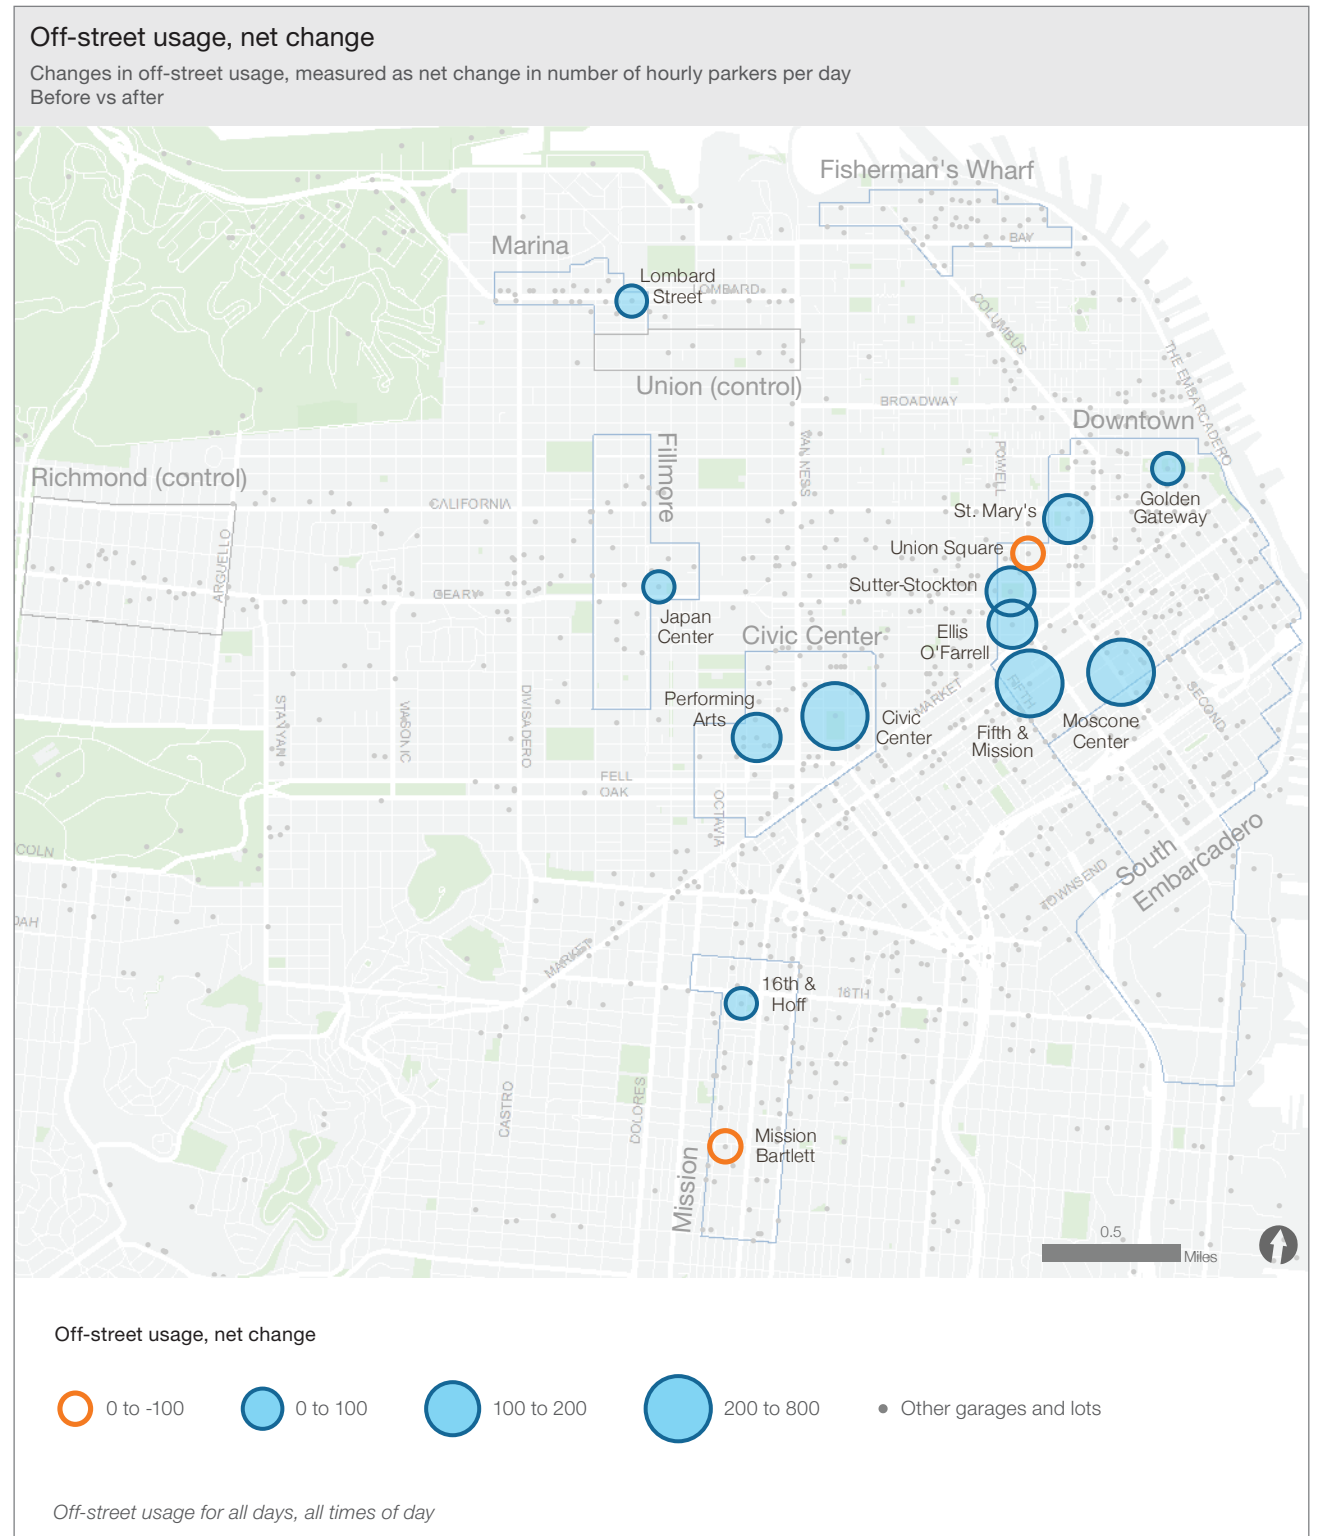 Off-street usage, net change
Changes in off-street usage, measured as net change in number of hourly parkers per day
Before vs after
Fisherman's Wharf
BAY
Marina
Lombard
Street
LOMBARD
COLUMBUS
THE EMBARCADERO
Union (control)
BROADWAY
Downtown
Fillmore
VAN NESS
POWELL
Richmond (control)
CALIFORNIA
Golden
Gateway
St. Mary's
ARGUELLO
Union Square
GEARY
Sutter-Stockton
Japan
Center
Civic Center
Ellis
O'Farrell
MARKET
FIFTH
SECOND
Performing
Arts
STANYAN
MASONIC
DIVISADERO
Civic
Center
Fifth &
Mission
Moscone
Center
FELL
OAK
OCTAVIA
COLN
South
Embarcadero
TOWNSEND
OAH
MARKET
16th &
Hoff
16TH
CASTRO
DOLORES
Mission
Bartlett
Mission
0.5
Miles
Off-street usage, net change
0 to -100
0 to 100
100 to 200
200 to 800
Other garages and lots
Off-street usage for all days, all times of day